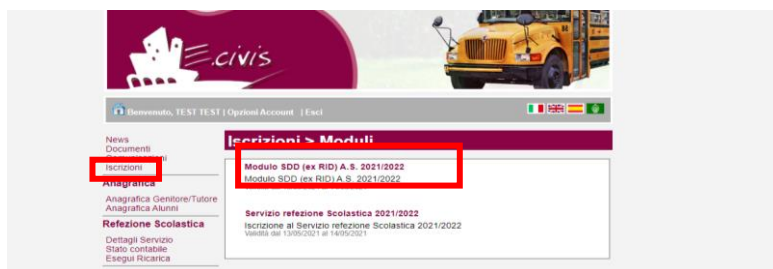 E.civis
Benvenuto, TEST TEST | Opzioni Account | Esci
News
Documenti
Iscrizioni
Anagrafica
Anagrafica Genitore/Tutore
Anagrafica Alunni
Refezione Scolastica
Dettagli Servizio
Stato contabile
Esegui Ricarica
Iscrizioni > Moduli
Modulo SDD (ex RID) A.S. 2021/2022
Modulo SDD (ex RID) A.S. 2021/2022
Servizio refezione Scolastica 2021/2022
Iscrizione al Servizio refezione Scolastica 2021/2022
Validità dal 13/05/2021 al 14/05/2021